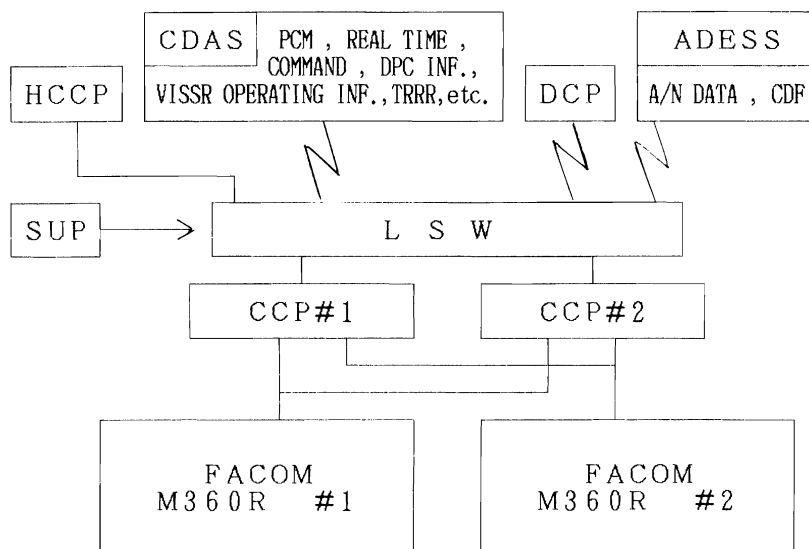 CDAS
PCM , REAL TIME ,
COMMAND , DPC INF.,
VISSR OPERATING INF.,TRRR,etc.
ADESS
A/N DATA , CDF
HCCP
DCP
SUP
L S W
CCP#1
CCP#2
FACOM
M360R #1
FACOM
M360R #2